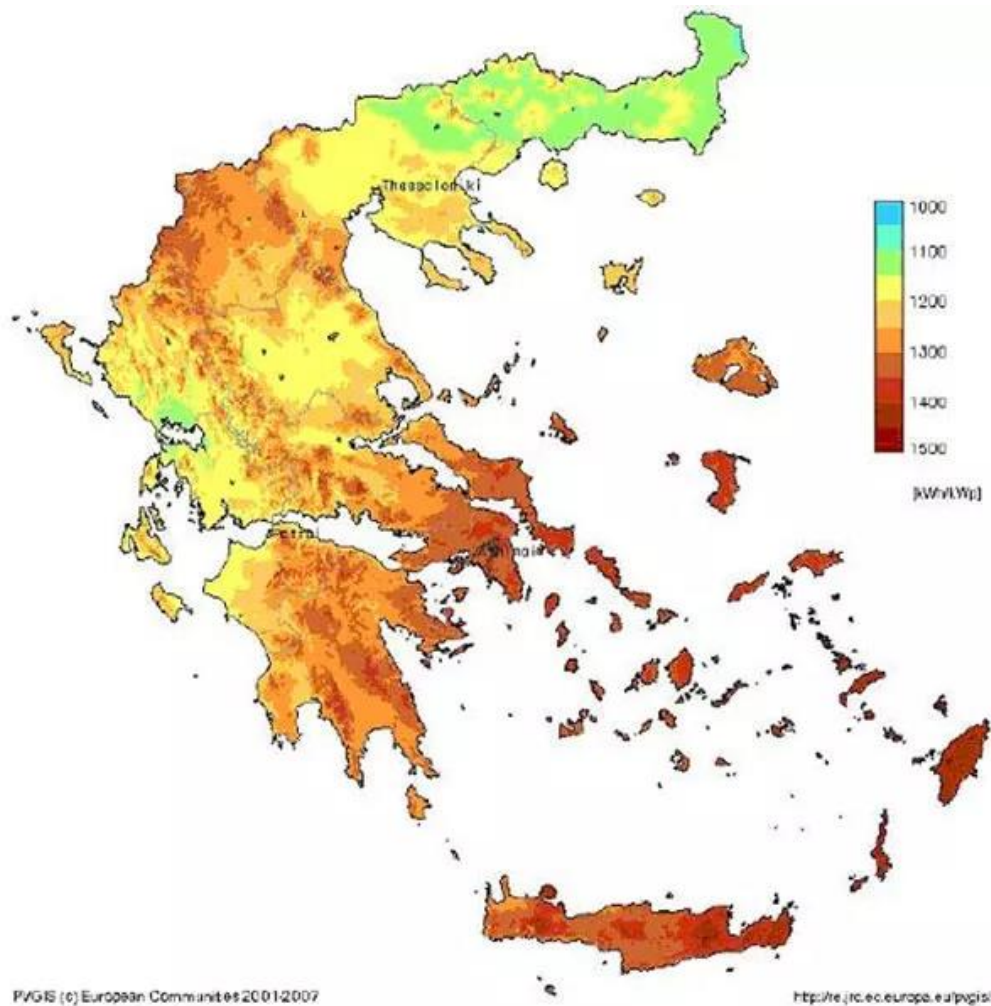 Thessaloniki
1000
1100
1200
1300
1400
1500
[kWh/kWp]
Athinai
PVGIS (c) European Communities 2001-2007
http://re.jrc.ec.europa.eu/pvgis/